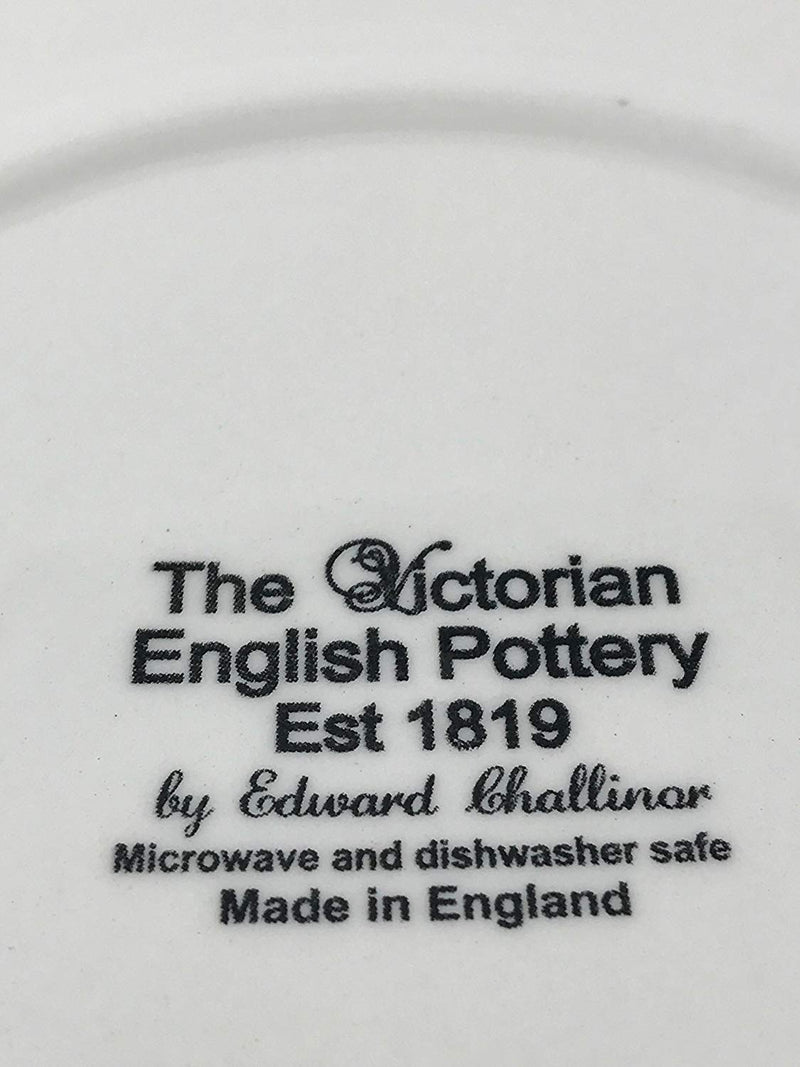 The Victorian
English Pottery
Est 1819
by Edward Challinor
Microwave and dishwasher safe
Made in England